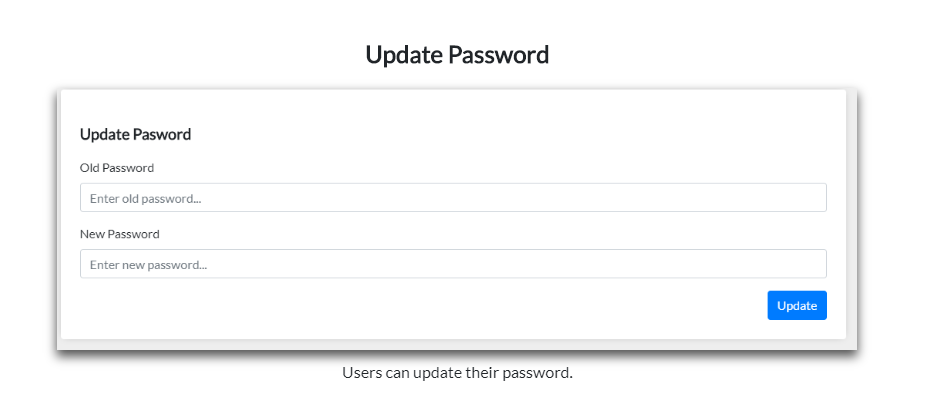 Update Password
Update Pasword
Old Password
Enter old password...
New Password
Enter new password...
Update
Users can update their password.